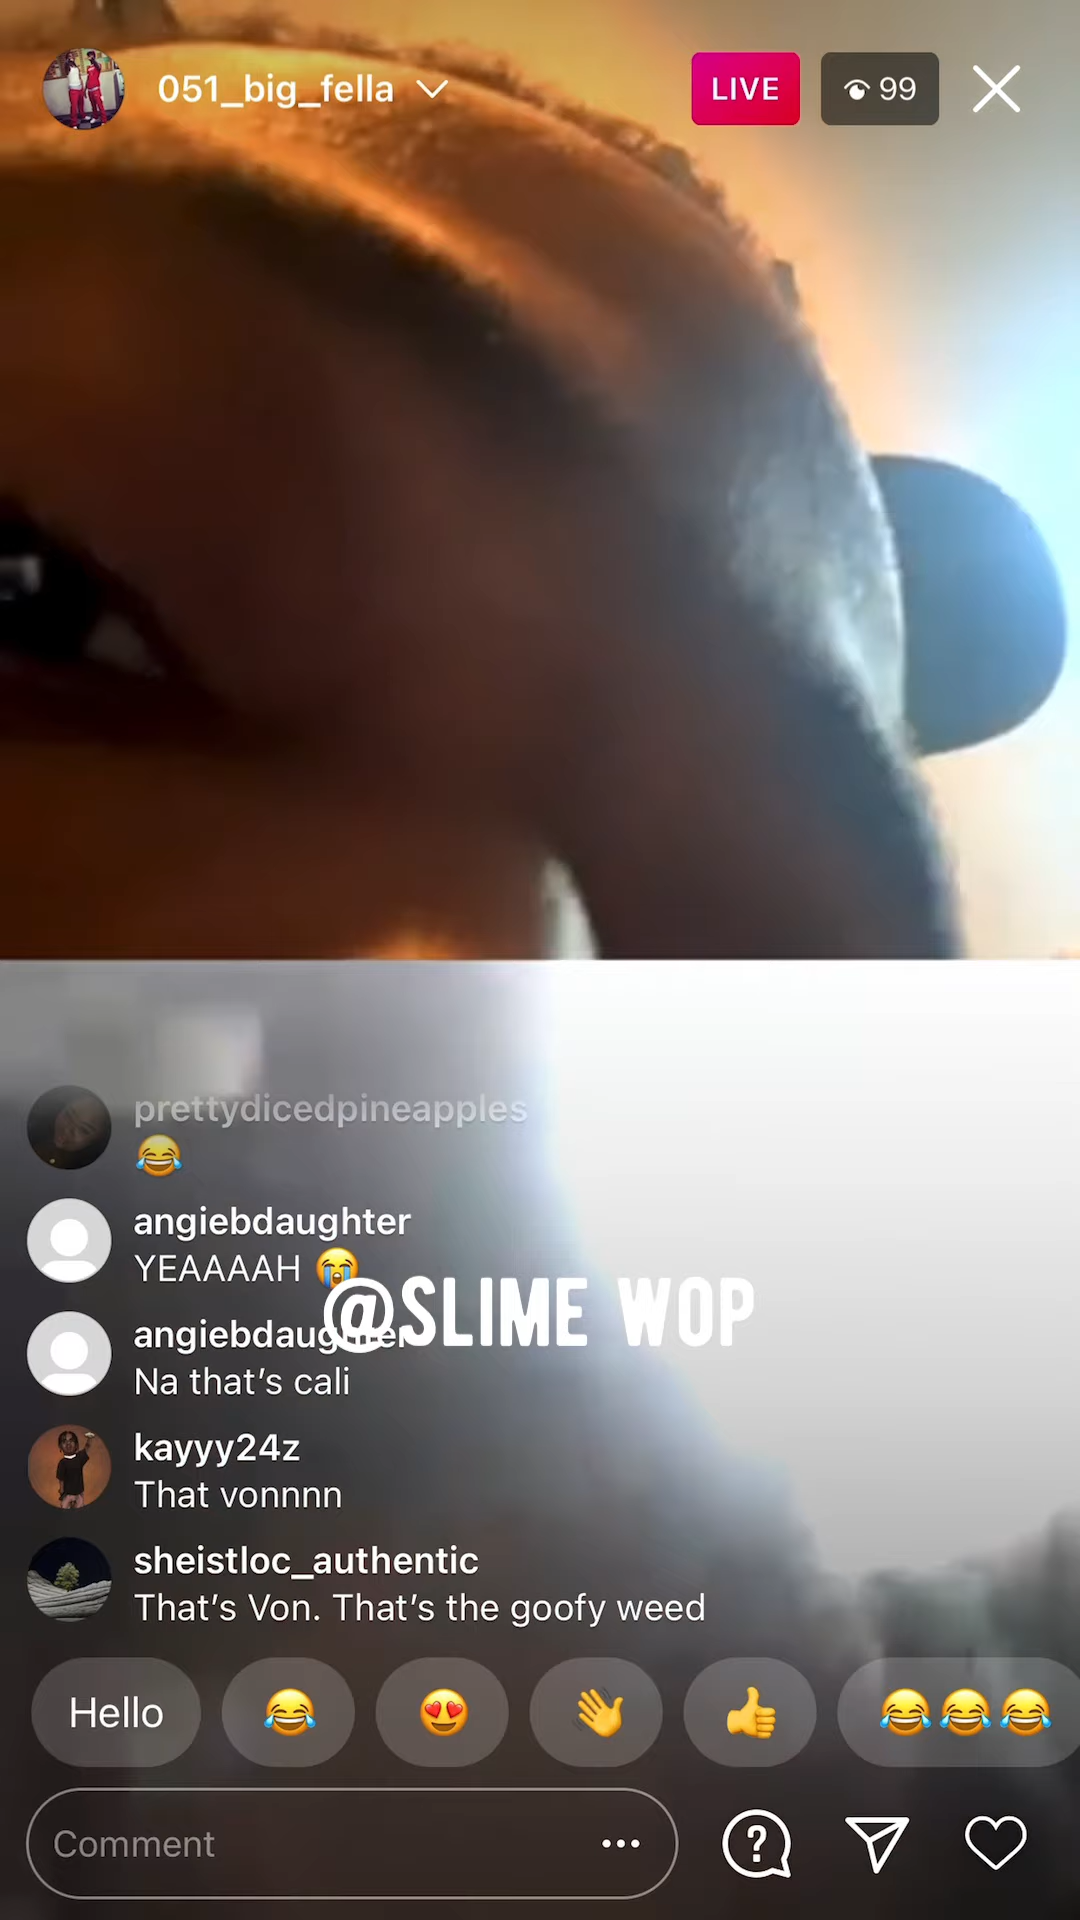 051_big_fella
LIVE
99
prettydicedpineapples
😂
angiebdaughter
YEAAAAH 😭
@SLIME WOP
angiebdaughter
Na that's cali
kayyy24z
That vonnnn
sheistloc_authentic
That's Von. That's the goofy weed
Hello 😂 😍 👋 👍 😂😂😂
Comment